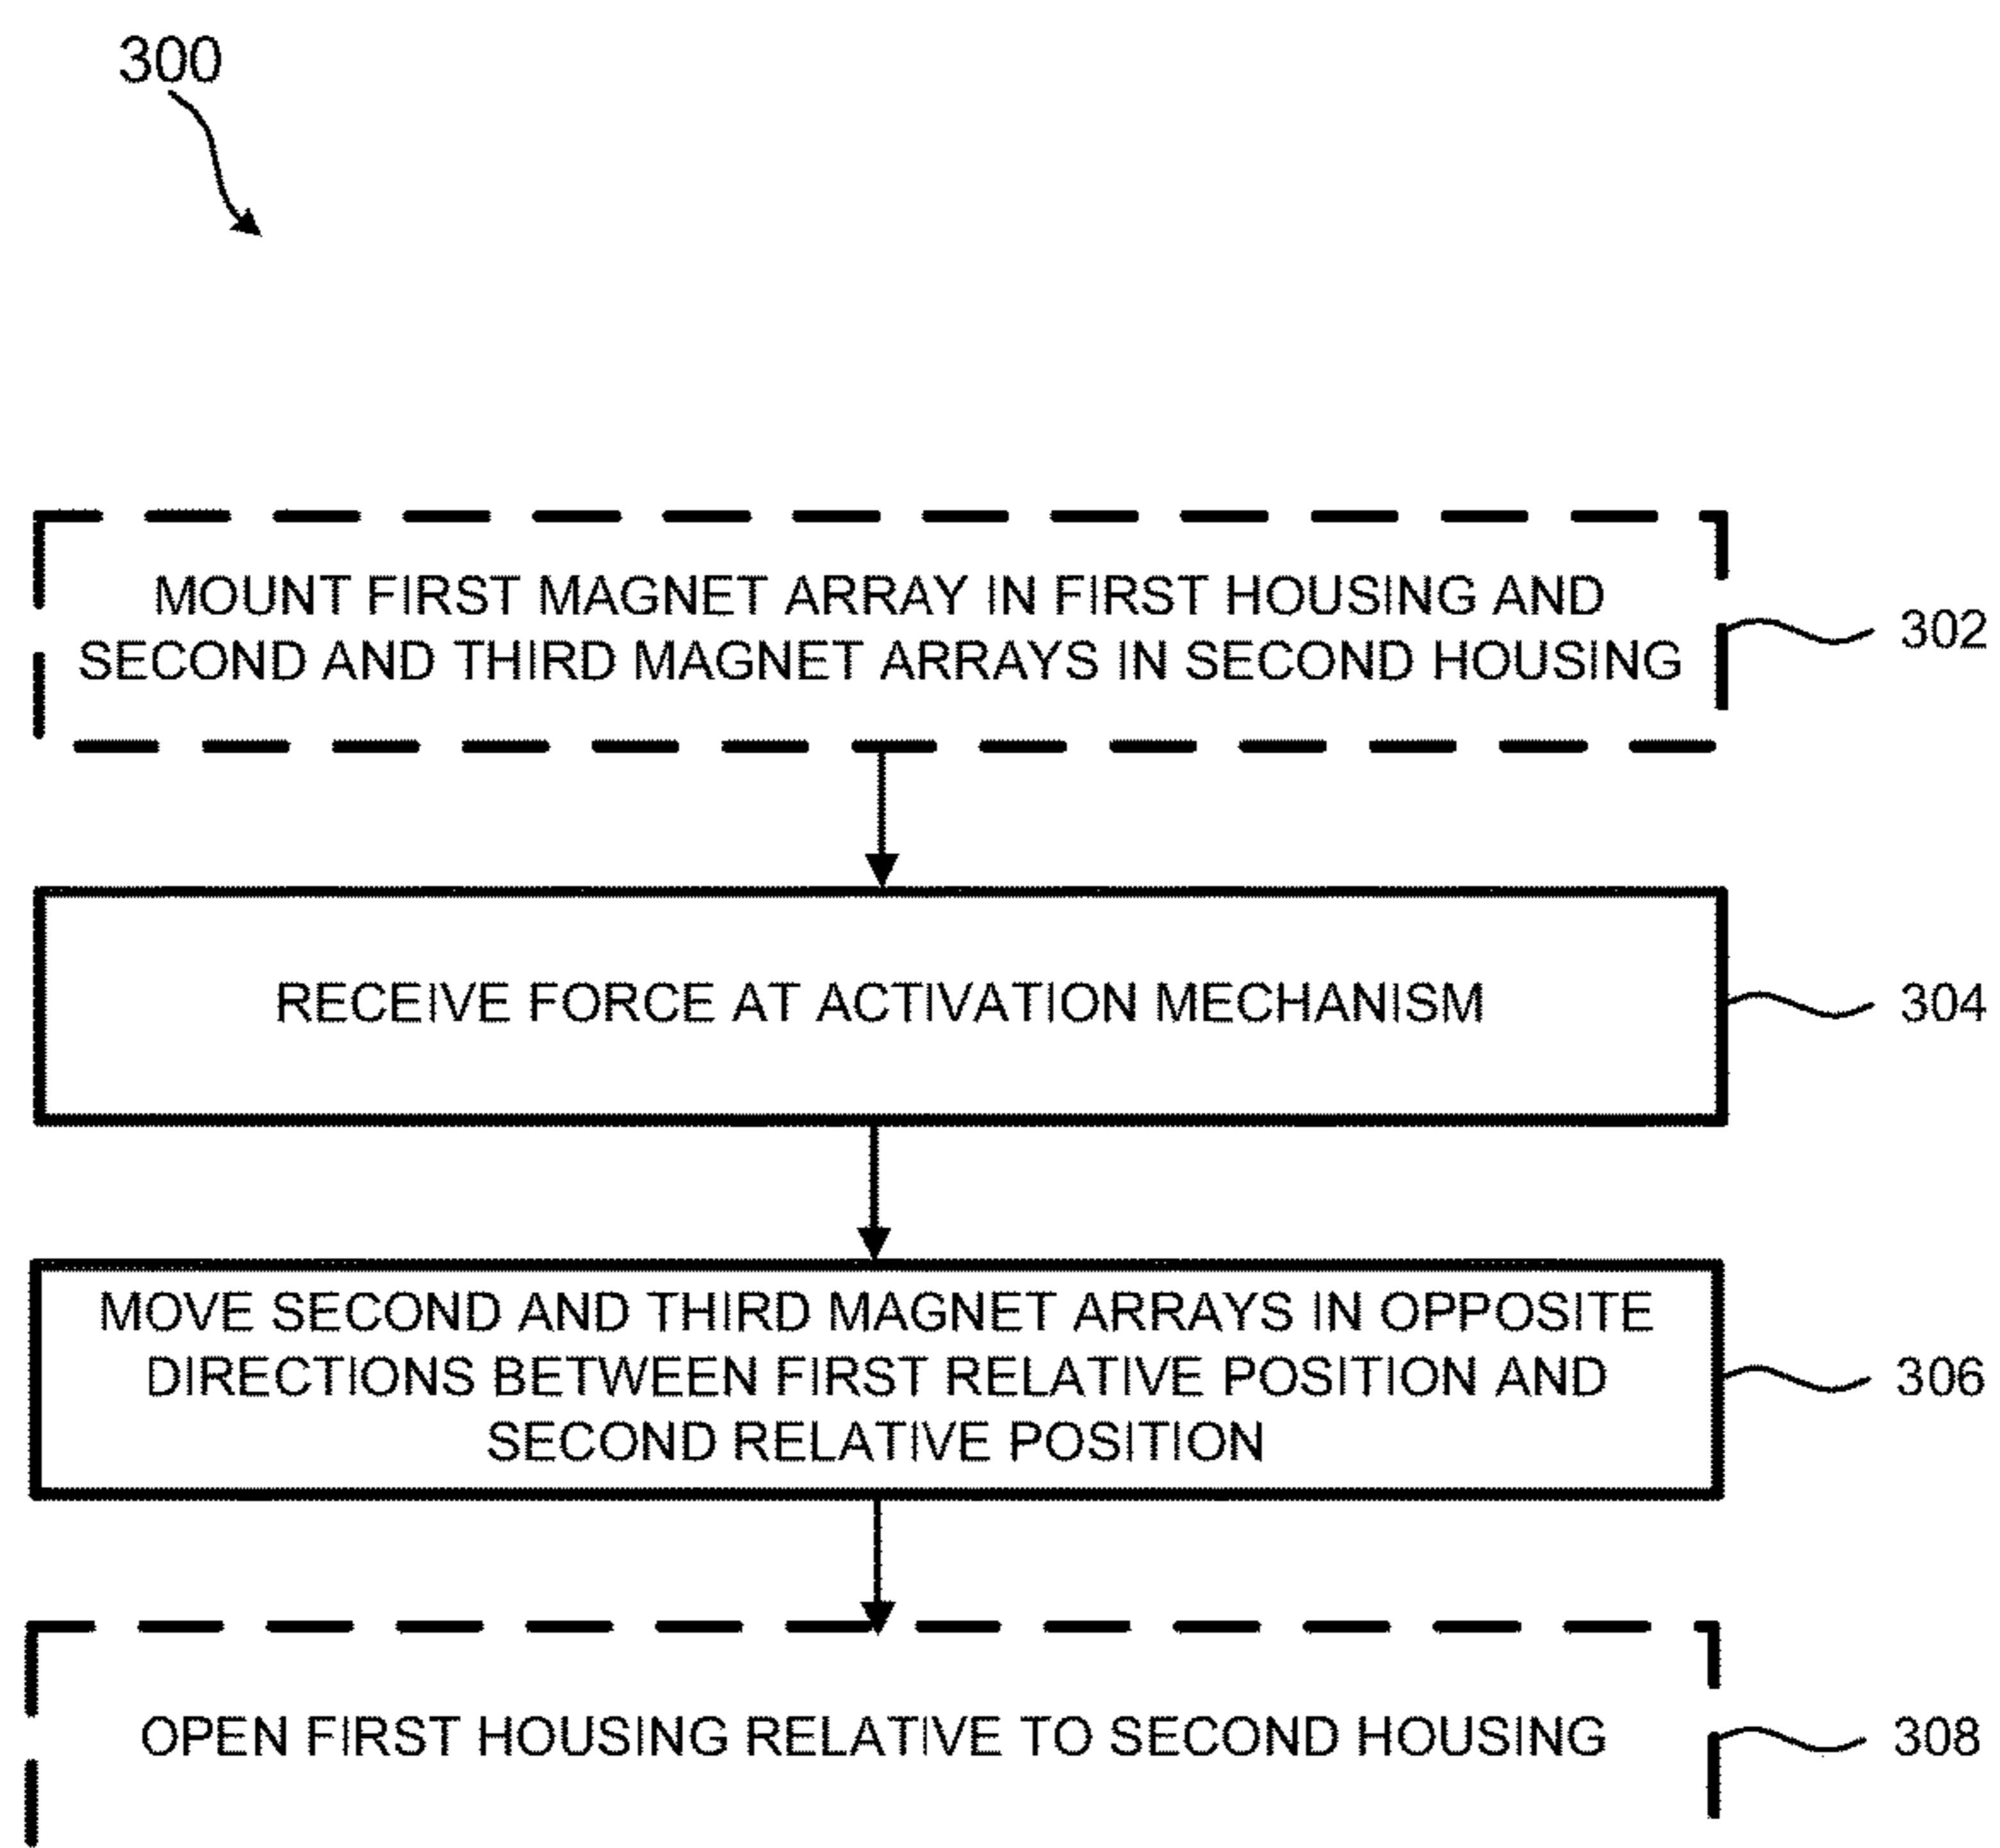 300
MOUNT FIRST MAGNET ARRAY IN FIRST HOUSING AND
SECOND AND THIRD MAGNET ARRAYS IN SECOND HOUSING
302
RECEIVE FORCE AT ACTIVATION MECHANISM
304
MOVE SECOND AND THIRD MAGNET ARRAYS IN OPPOSITE
DIRECTIONS BETWEEN FIRST RELATIVE POSITION AND
SECOND RELATIVE POSITION
306
OPEN FIRST HOUSING RELATIVE TO SECOND HOUSING
308